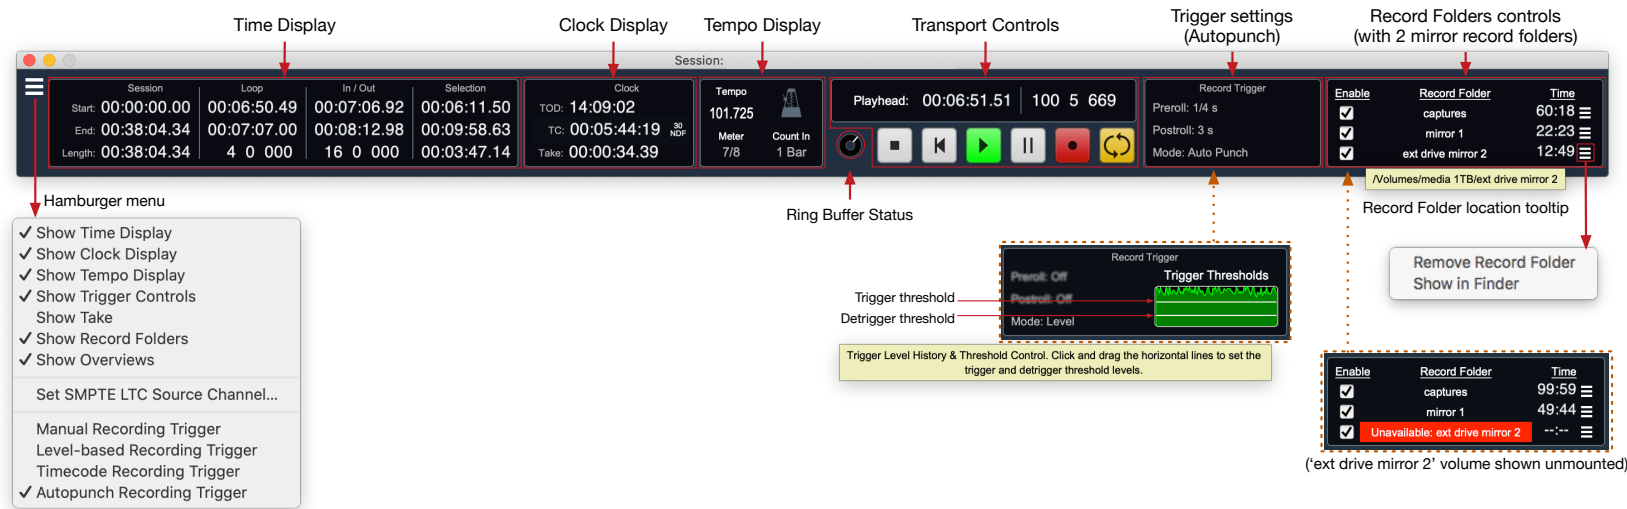 Time Display
Clock Display
Tempo Display
Transport Controls
Trigger settings
(Autopunch)
Record Folders controls
(with 2 mirror record folders)
Session:
Session Loop In / Out Selection
Start: 00:00:00.00 00:06:50.49 00:07:06.92 00:06:11.50
End: 00:38:04.34 00:07:07.00 00:08:12.98 00:09:58.63
Length: 00:38:04.34 4 0 000 16 0 000 00:03:47.14
Clock
TOD: 14:09:02
TC: 00:05:44:19 30 NDF
Take: 00:00:34.39
Tempo
101.725
Meter Count In
7/8 1 Bar
Playhead: 00:06:51.51 100 5 669
Record Trigger
Preroll: 1/4 s
Postroll: 3 s
Mode: Auto Punch
Enable Record Folder Time
captures 60:18
mirror 1 22:23
ext drive mirror 2 12:49
/Volumes/media 1TB/ext drive mirror 2
Hamburger menu
Ring Buffer Status
Record Folder location tooltip
Show Time Display
Show Clock Display
Show Tempo Display
Show Trigger Controls
Show Take
Show Record Folders
Show Overviews
Set SMPTE LTC Source Channel...
Manual Recording Trigger
Level-based Recording Trigger
Timecode Recording Trigger
Autopunch Recording Trigger
Record Trigger
Preroll: Off
Trigger Thresholds
Postroll: Off
Mode: Level
Trigger threshold
Detrigger threshold
Trigger Level History & Threshold Control. Click and drag the horizontal lines to set the
trigger and detrigger threshold levels.
Remove Record Folder
Show in Finder
Enable Record Folder Time
captures 99:59
mirror 1 49:44
Unavailable: ext drive mirror 2 --:--
(‘ext drive mirror 2’ volume shown unmounted)